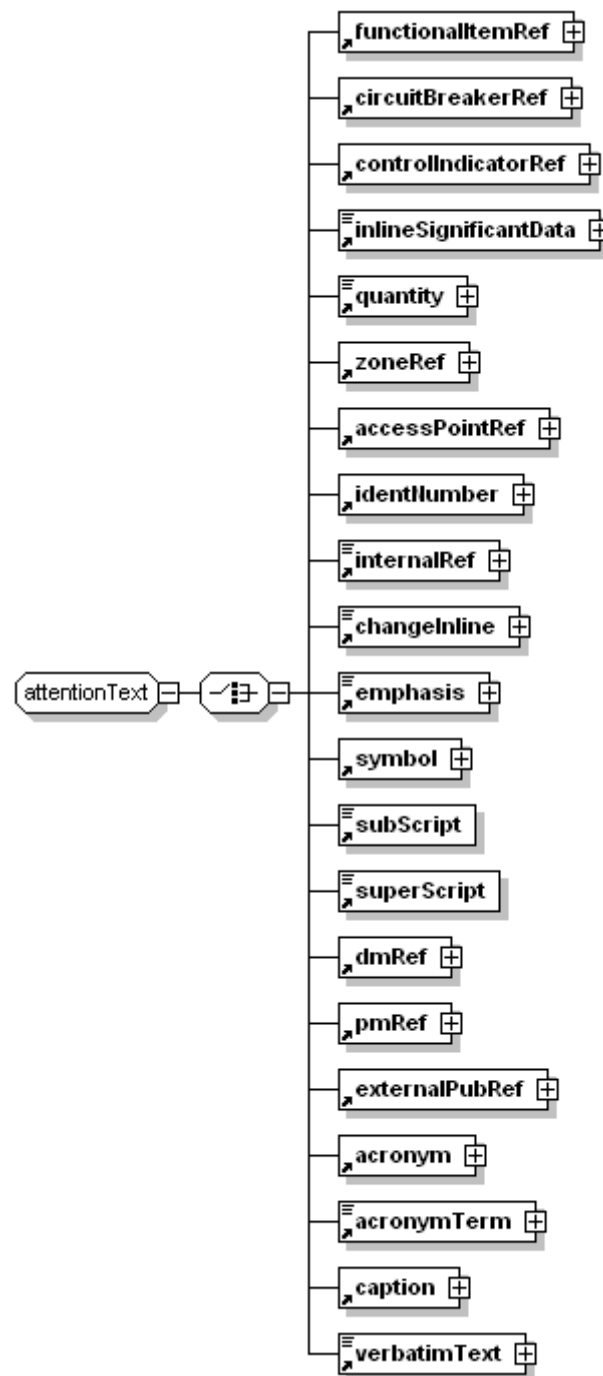 functionalItemRef
circuitBreakerRef
controlIndicatorRef
inlineSignificantData
quantity
zoneRef
accessPointRef
identNumber
internalRef
changeInline
attentionText
emphasis
symbol
subScript
superScript
dmRef
pmRef
externalPubRef
acronym
acronymTerm
caption
verbatimText